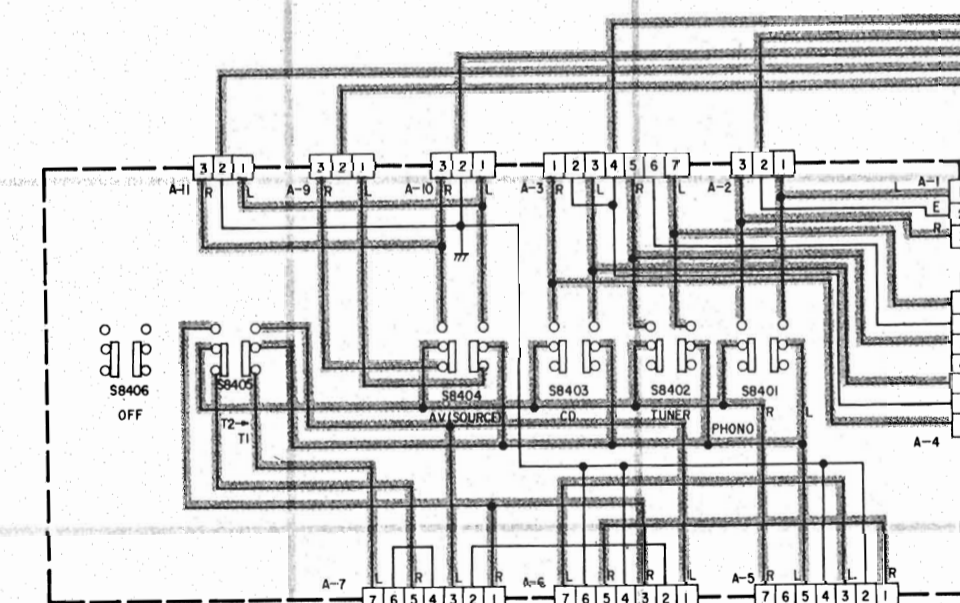 3 2 1
3 2 1
3 2 1
1 2 3 4 5 6 7
3 2 1
A-11 R L
A-9 R L
A-10 R L
A-3 R L R L
A-2
L A-1
E
R
S8406
OFF
S8405
T2→
T1
S8404
AV (SOURCE)
S8403
CD
S8402
TUNER
S8401
PHONO
R
L
A-4
A-7 L R L R
7 6 5 4 3 2 1
A-6 L R R L
7 6 5 4 3 2 1
A-5 R L L R
7 6 5 4 3 2 1